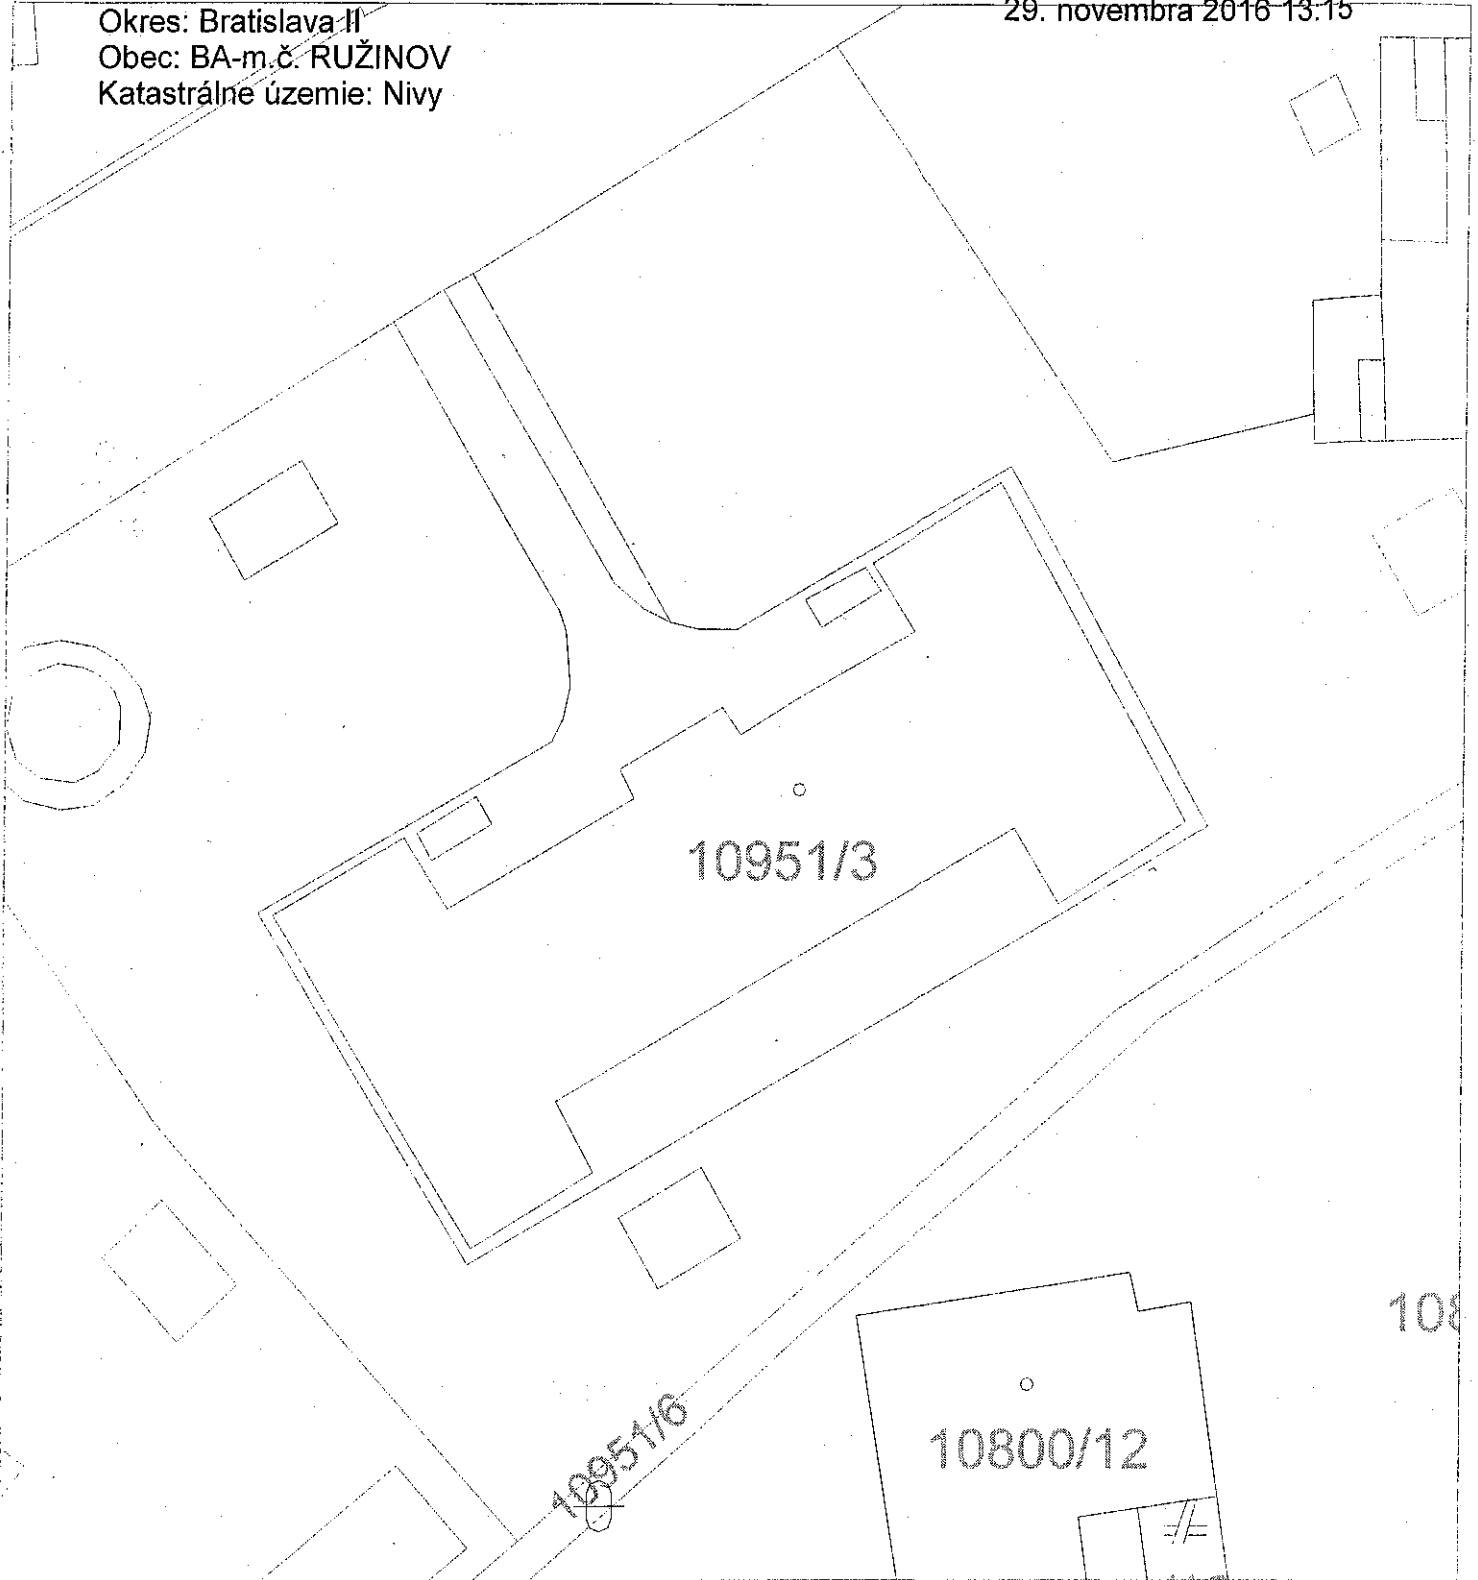 Okres: Bratislava II
29. novembra 2016 13:15
Obec: BA-m.č. RUŽINOV
Katastrálne územie: Nivy
10951/3
108
10951/6
10800/12